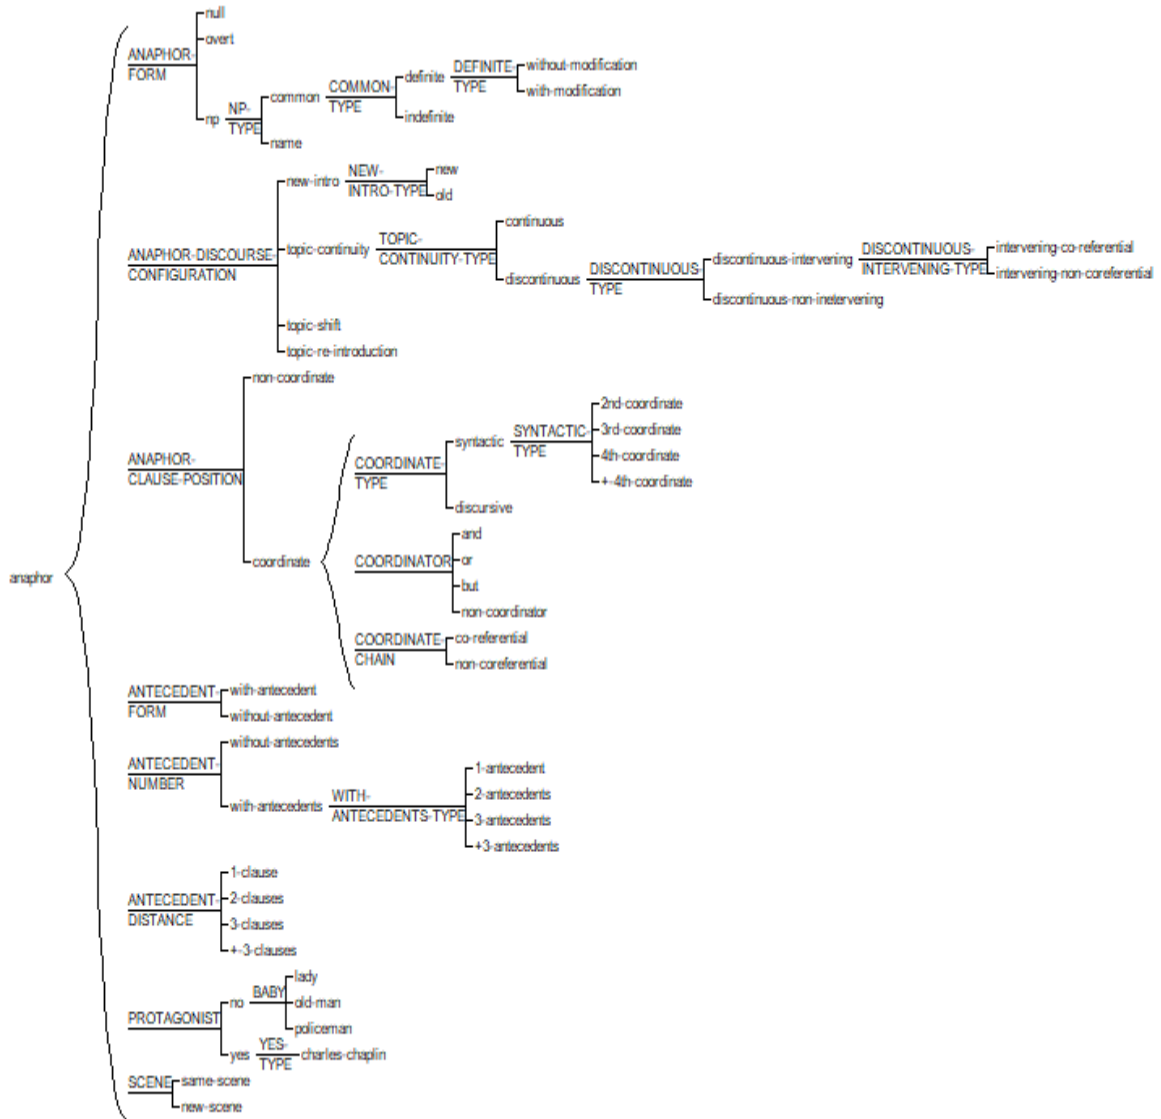 null
overt
ANAPHOR-
FORM
np
NP-
TYPE
common
COMMON-
TYPE
definite
DEFINITE-
TYPE
without-modification
with-modification
indefinite
name
ANAPHOR-DISCOURSE-
CONFIGURATION
new-intro
NEW-
INTRO-TYPE
new
old
topic-continuity
TOPIC-
CONTINUITY-TYPE
continuous
discontinuous
DISCONTINUOUS-
TYPE
discontinuous-intervening
DISCONTINUOUS-
INTERVENING-TYPE
intervening-co-referential
intervening-non-coreferential
discontinuous-non-inetervening
topic-shift
topic-re-introduction
ANAPHOR-
CLAUSE-POSITION
non-coordinate
coordinate
COORDINATE-
TYPE
syntactic
SYNTACTIC-
TYPE
2nd-coordinate
3rd-coordinate
4th-coordinate
+-4th-coordinate
discursive
COORDINATOR
and
or
but
non-coordinator
COORDINATE-
CHAIN
co-referential
non-coreferential
anaphor
ANTECEDENT-
FORM
with-antecedent
without-antecedent
ANTECEDENT-
NUMBER
without-antecedents
with-antecedents
WITH-
ANTECEDENTS-TYPE
1-antecedent
2-antecedents
3-antecedents
+3-antecedents
ANTECEDENT-
DISTANCE
1-clause
2-clauses
3-clauses
+-3-clauses
PROTAGONIST
no
BABY
lady
old-man
policeman
yes
YES-
TYPE
charles-chaplin
SCENE
same-scene
new-scene